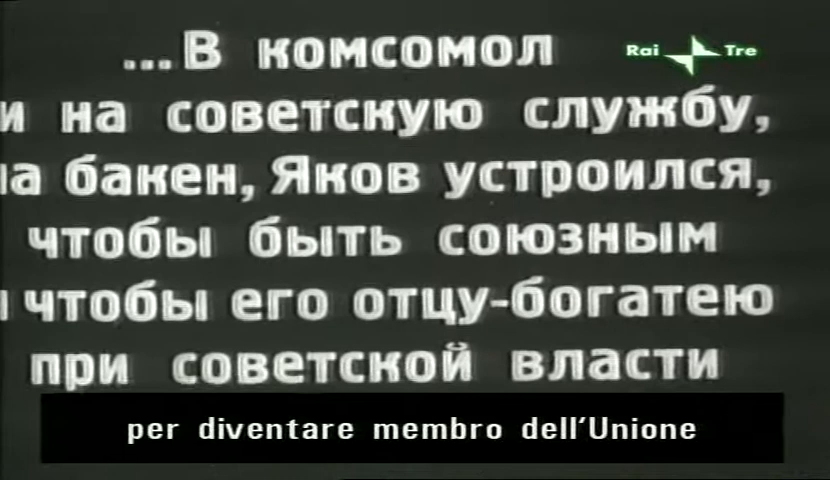 ...В комсомол
Rai Tre
и на советскую службу,
на бакен, Яков устроился,
чтобы быть союзным
и чтобы его отцу-богатею
при советской власти
per diventare membro dell'Unione